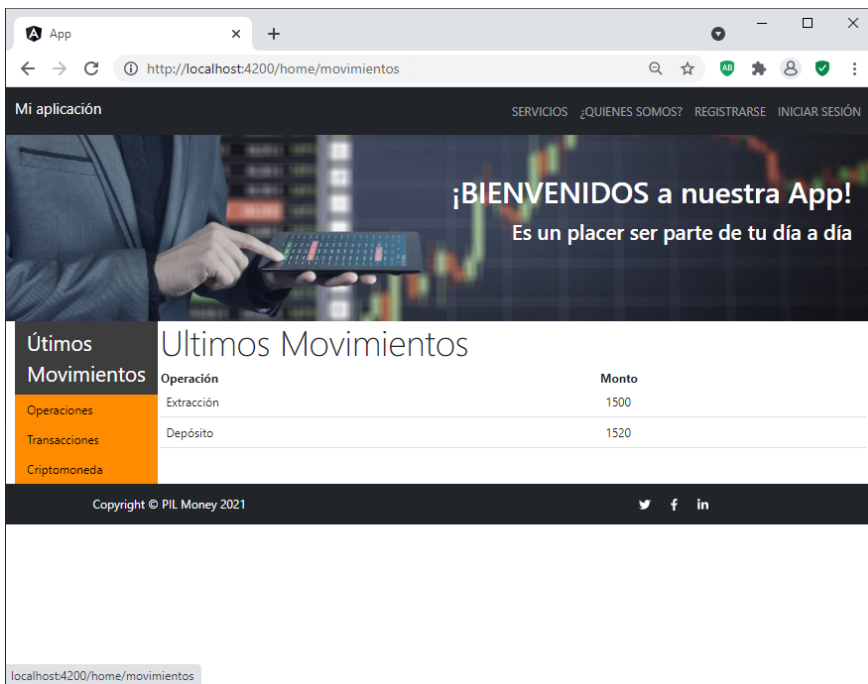 App
http://localhost:4200/home/movimientos
AB
Mi aplicación
SERVICIOS ¿QUIENES SOMOS? REGISTRARSE INICIAR SESIÓN
¡BIENVENIDOS a nuestra App!
Es un placer ser parte de tu día a día
Útimos
Movimientos
Operaciones
Transacciones
Criptomoneda
Ultimos Movimientos
Operación Monto
Extracción 1500
Depósito 1520
Copyright © PIL Money 2021
localhost:4200/home/movimientos